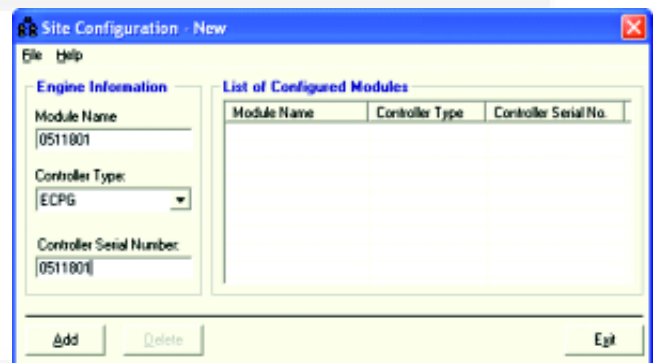 Site Configuration - New
File Help
Engine Information
Module Name
0511801
Controller Type:
ECPG
Controller Serial Number:
0511801
List of Configured Modules
Module Name Controller Type Controller Serial No.
Add Delete Exit